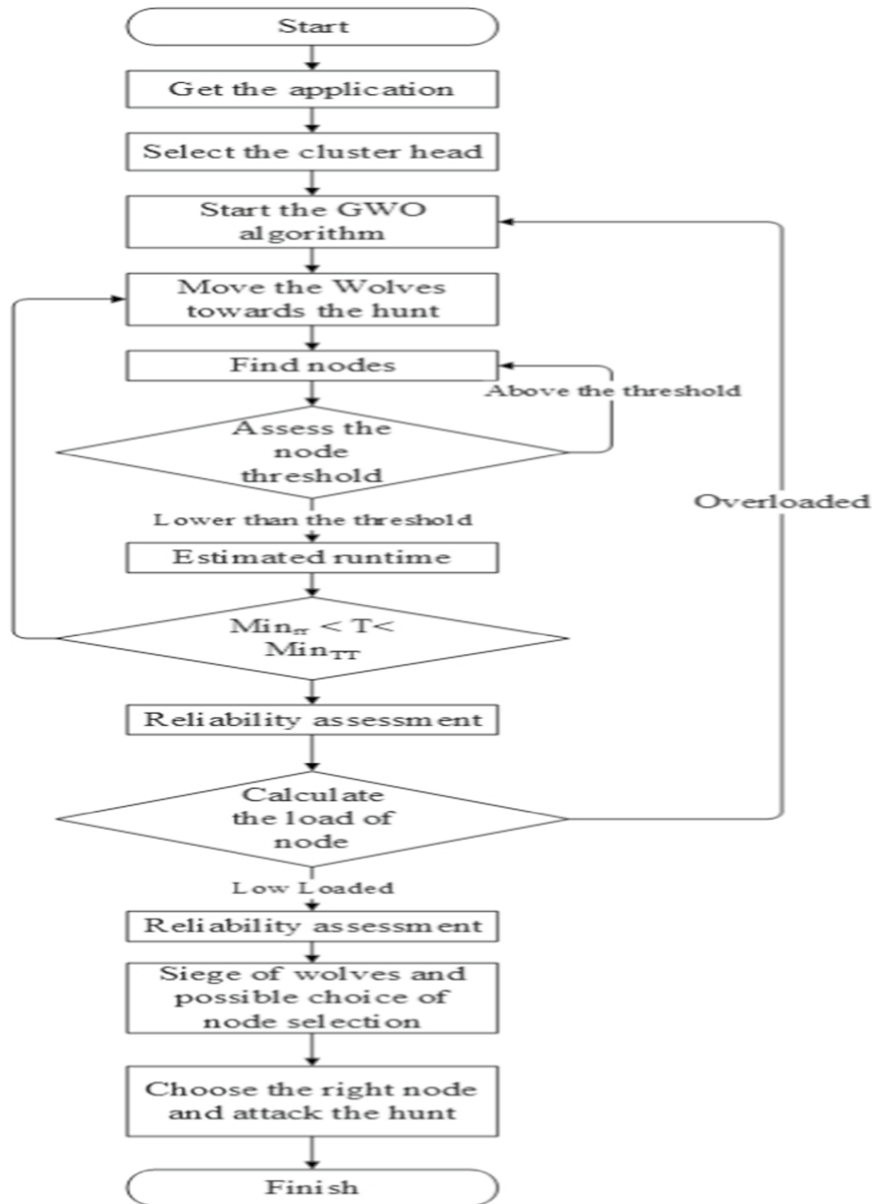 Start
Get the application
Select the cluster head
Start the GWO
algorithm
Move the Wolves
towards the hunt
Find nodes
Above the threshold
Assess the
node
threshold
Overloaded
Lower than the threshold
Estimated runtime
Min_rr < T<
Min_TT
Reliability assessment
Calculate
the load of
node
Low Loaded
Reliability assessment
Siege of wolves and
possible choice of
node selection
Choose the right node
and attack the hunt
Finish